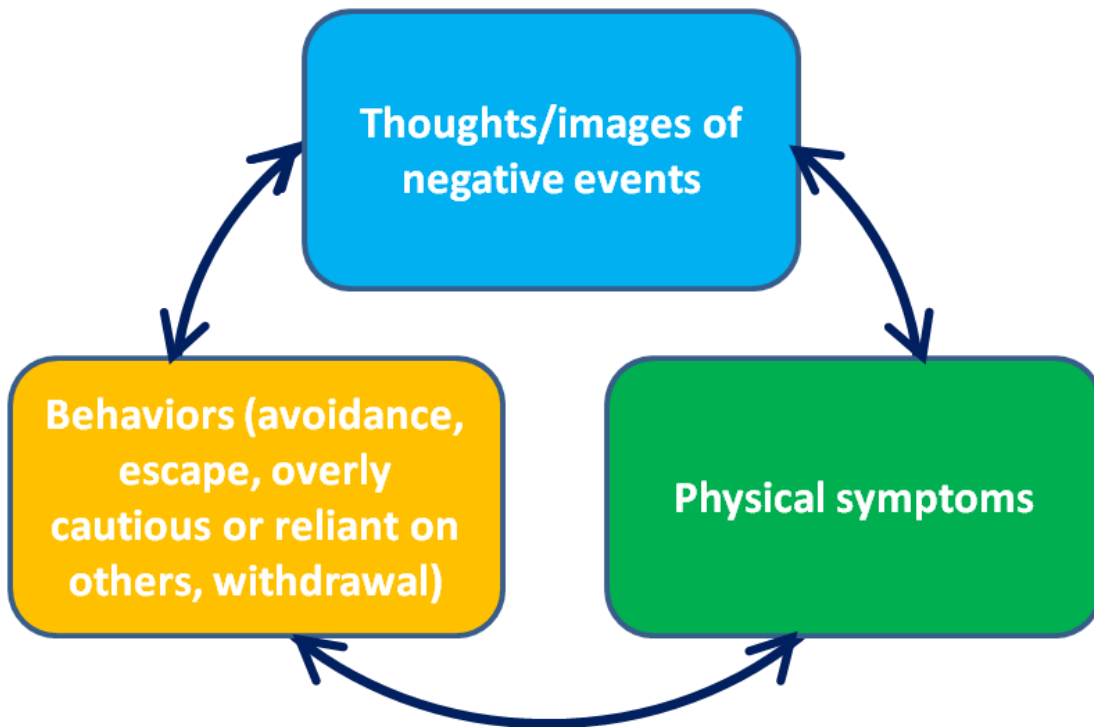 Thoughts/images of
negative events
Behaviors (avoidance,
escape, overly
cautious or reliant on
others, withdrawal)
Physical symptoms